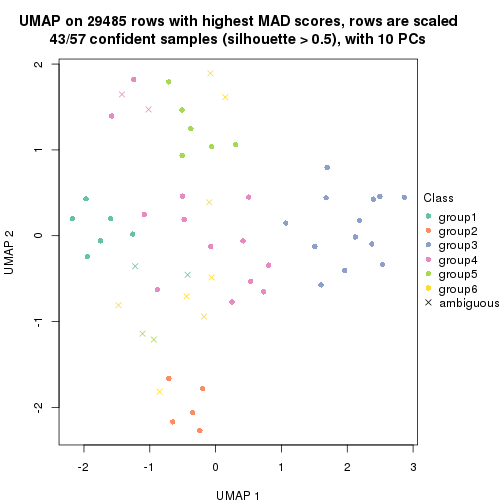 UMAP on 29485 rows with highest MAD scores, rows are scaled
43/57 confident samples (silhouette > 0.5), with 10 PCs
2
1
0
-1
-2
UMAP 2
-2
-1
0
1
2
3
UMAP 1
Class
group1
group2
group3
group4
group5
group6
ambiguous